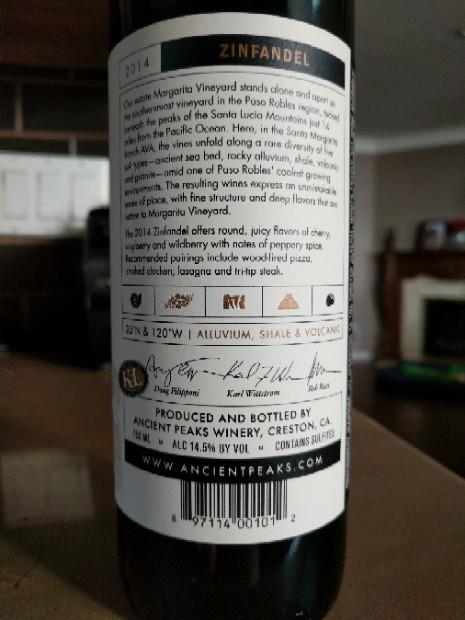 2014 ZINFANDEL
Our estate Margarita Vineyard stands alone and apart as
the southernmost vineyard in the Paso Robles region, tucked
beneath the peaks of the Santa Lucia Mountains just 14
miles from the Pacific Ocean. Here, in the Santa Margarita
Ranch AVA, the vines unfold along a rare diversity of five
soil types—ancient sea bed, rocky alluvium, shale, volcanic
and granite—amid one of Paso Robles' coolest growing
environments. The resulting wines express an unmistakable
sense of place, with fine structure and deep flavors that are
native to Margarita Vineyard.
The 2014 Zinfandel offers round, juicy flavors of cherry,
raspberry and wildberry with notes of peppery spice.
Recommended pairings include wood-fired pizza,
smoked chicken, lasagna and tri-tip steak.
35°N & 120°W | ALLUVIUM, SHALE & VOLCANIC
K&L
Doug Filipponi Karl Wittstrom Rob Rossi
PRODUCED AND BOTTLED BY
ANCIENT PEAKS WINERY, CRESTON, CA.
750 ML ALC 14.5% BY VOL CONTAINS SULFITES
WWW.ANCIENTPEAKS.COM
8 97114 00101 2